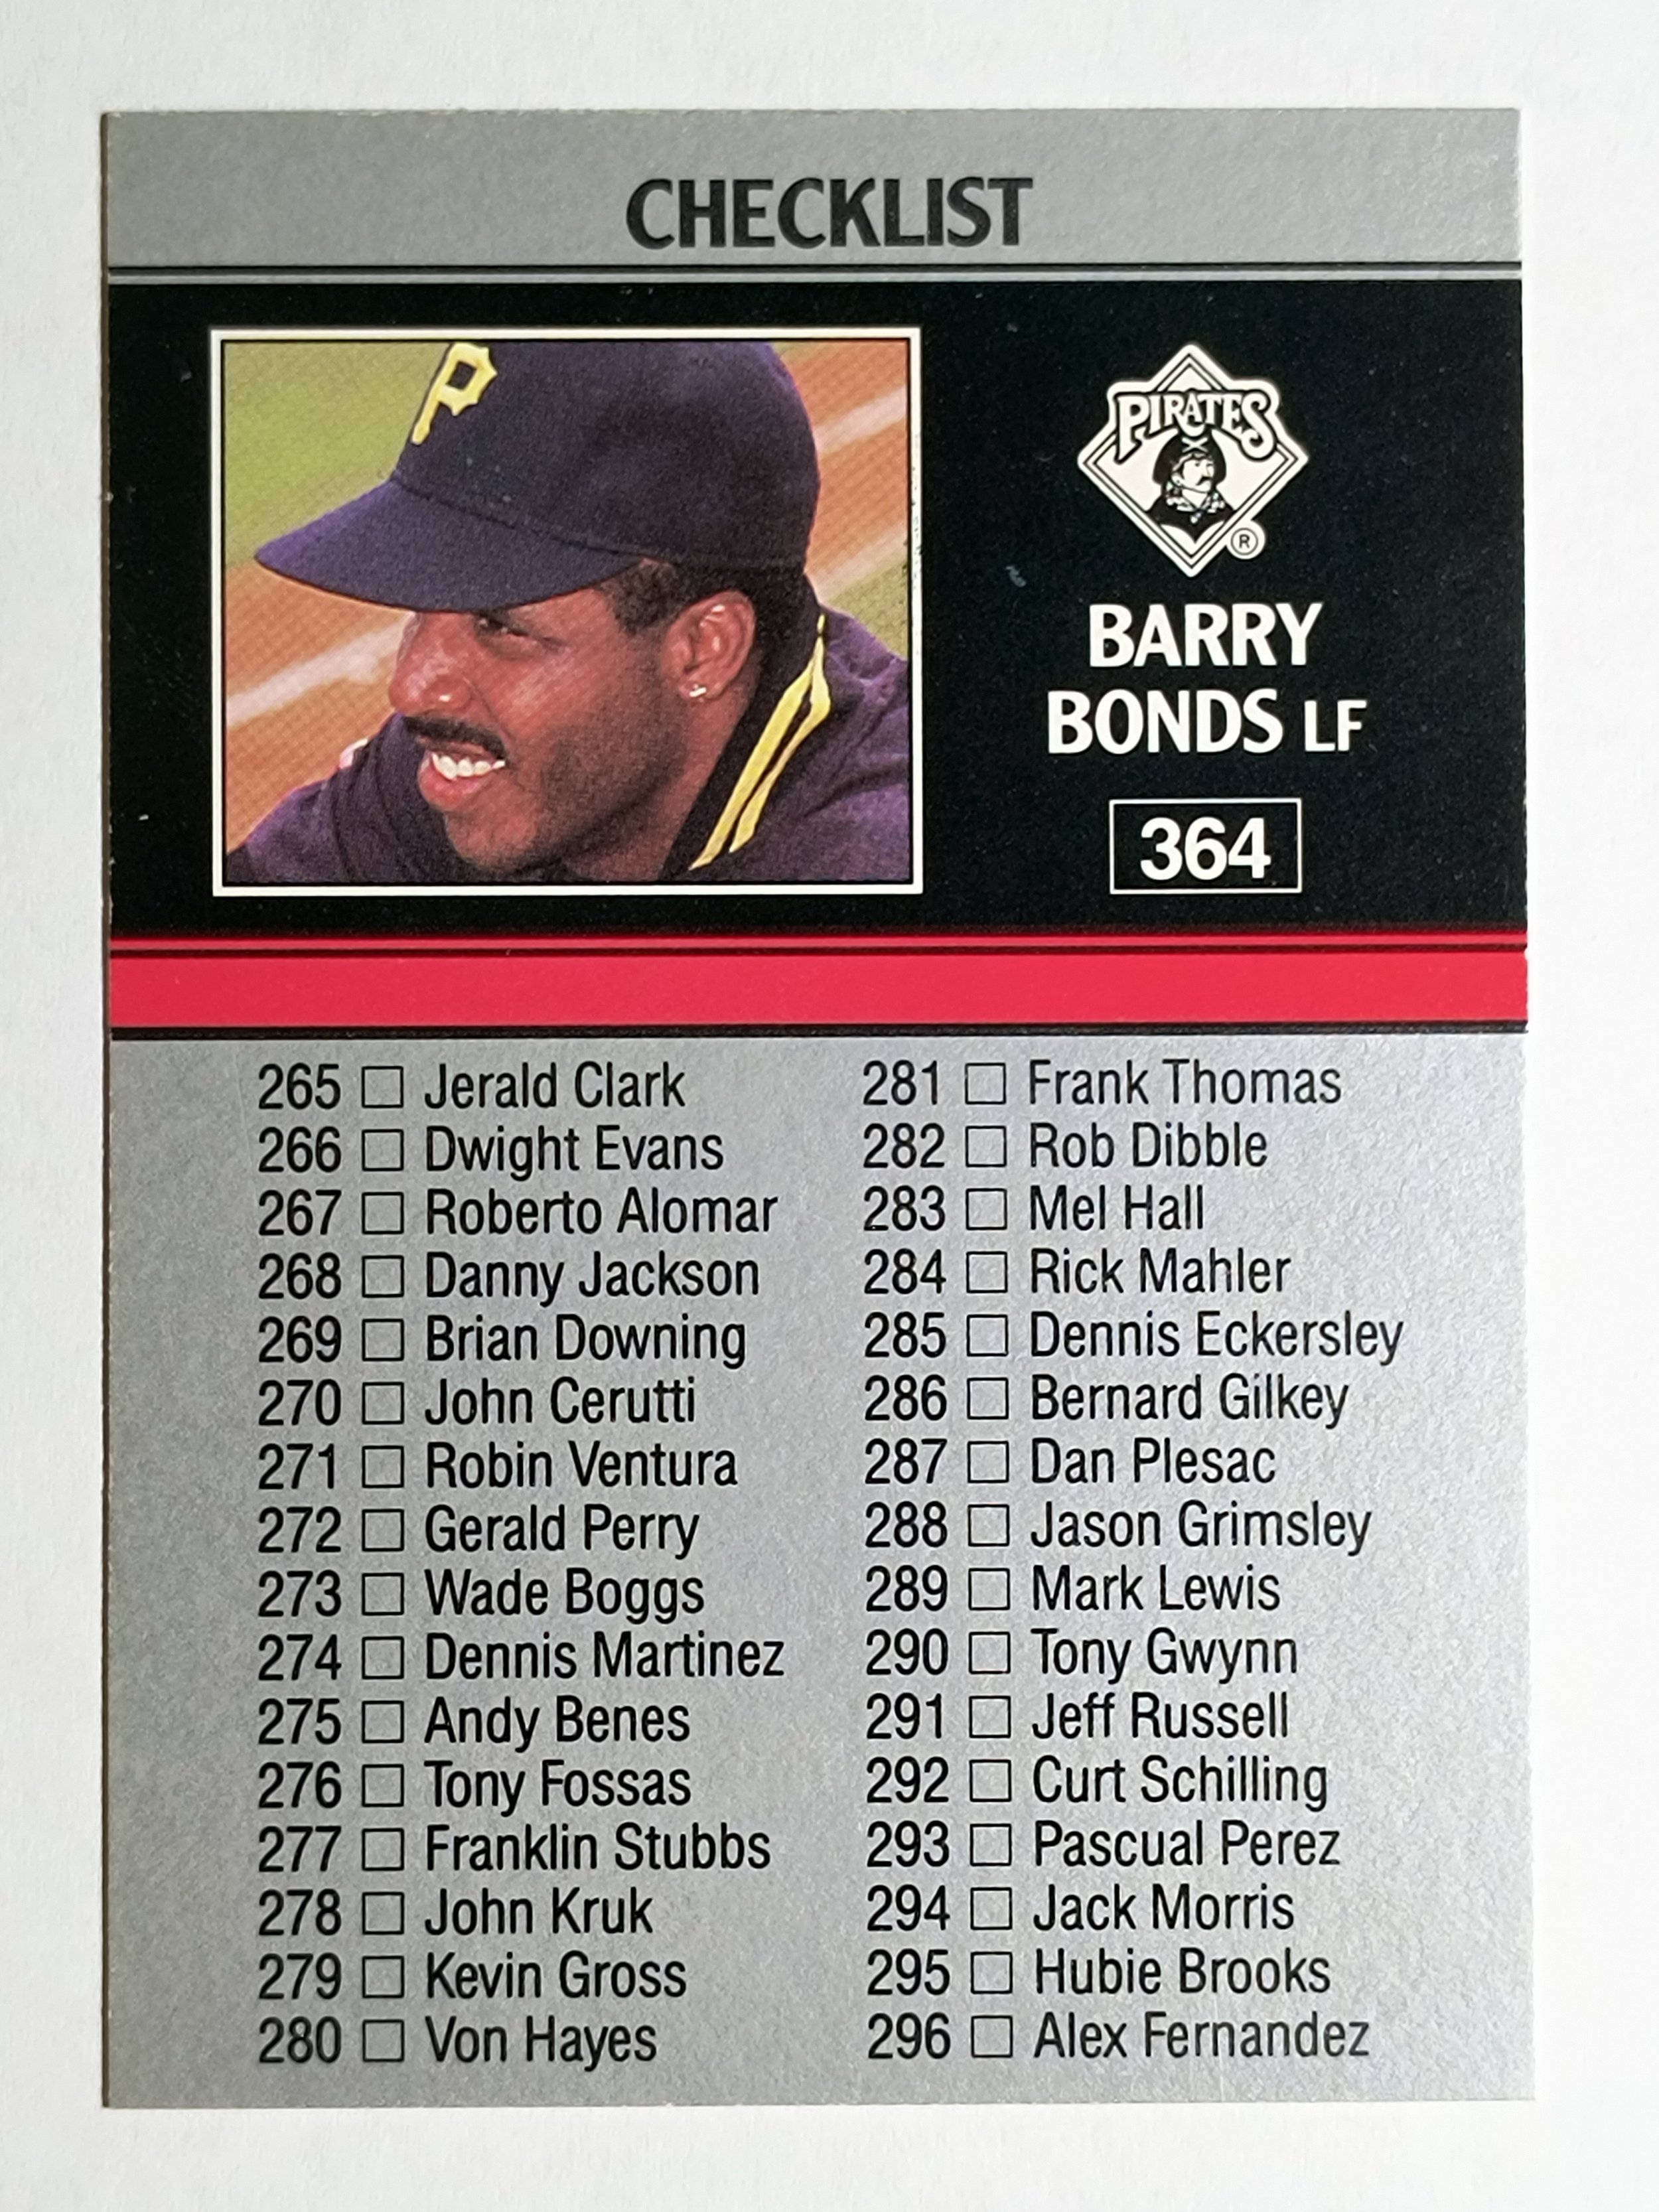 CHECKLIST
P
PIRATES
®
BARRY
BONDS LF
364
265 □ Jerald Clark
266 □ Dwight Evans
267 □ Roberto Alomar
268 □ Danny Jackson
269 □ Brian Downing
270 □ John Cerutti
271 □ Robin Ventura
272 □ Gerald Perry
273 □ Wade Boggs
274 □ Dennis Martinez
275 □ Andy Benes
276 □ Tony Fossas
277 □ Franklin Stubbs
278 □ John Kruk
279 □ Kevin Gross
280 □ Von Hayes
281 □ Frank Thomas
282 □ Rob Dibble
283 □ Mel Hall
284 □ Rick Mahler
285 □ Dennis Eckersley
286 □ Bernard Gilkey
287 □ Dan Plesac
288 □ Jason Grimsley
289 □ Mark Lewis
290 □ Tony Gwynn
291 □ Jeff Russell
292 □ Curt Schilling
293 □ Pascual Perez
294 □ Jack Morris
295 □ Hubie Brooks
296 □ Alex Fernandez